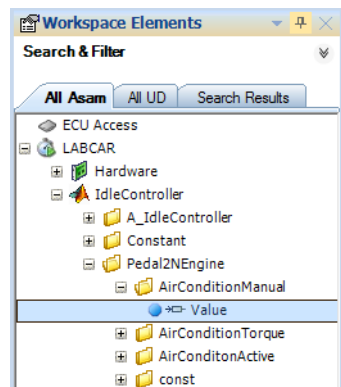 Workspace Elements
Search & Filter
All Asam All UD Search Results
ECU Access
LABCAR
Hardware
IdleController
A_IdleController
Constant
Pedal2NEngine
AirConditionManual
Value
AirConditionTorque
AirConditonActive
const